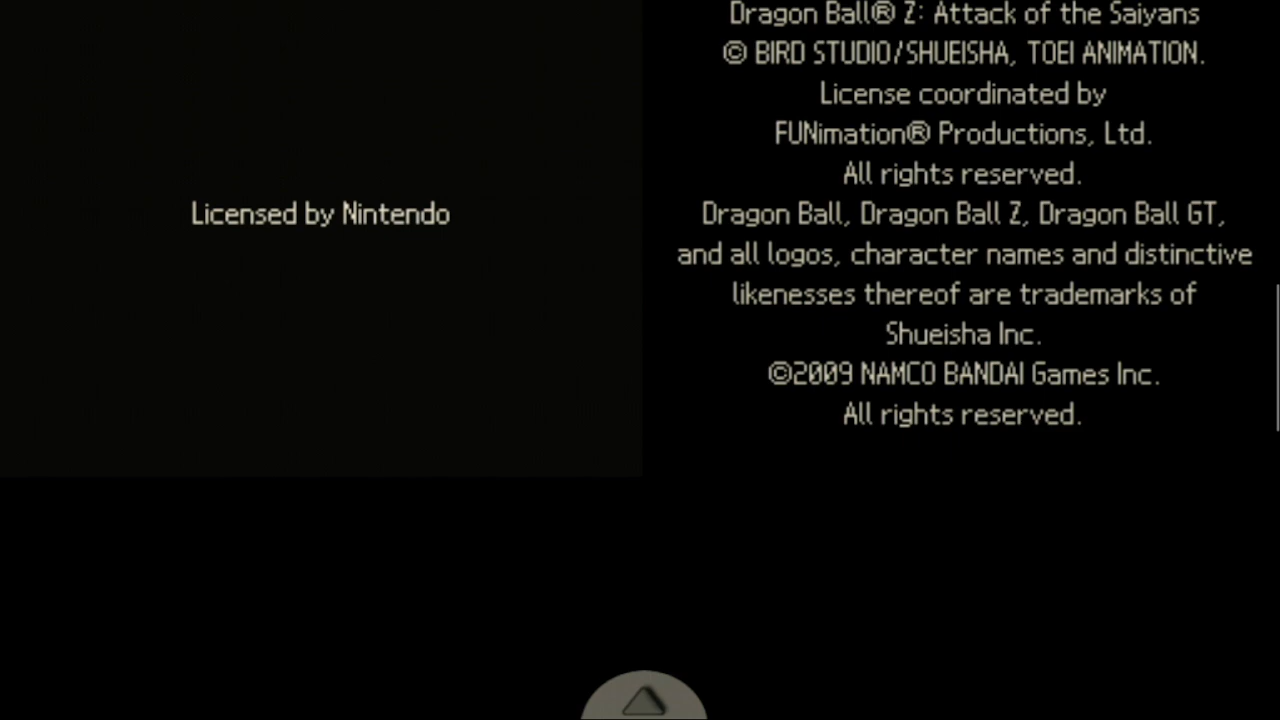 Licensed by Nintendo
Dragon Ball® Z: Attack of the Saiyans
© BIRD STUDIO/SHUEISHA, TOEI ANIMATION.
License coordinated by
FUNimation® Productions, Ltd.
All rights reserved.
Dragon Ball, Dragon Ball Z, Dragon Ball GT,
and all logos, character names and distinctive
likenesses thereof are trademarks of
Shueisha Inc.
©2009 NAMCO BANDAI Games Inc.
All rights reserved.